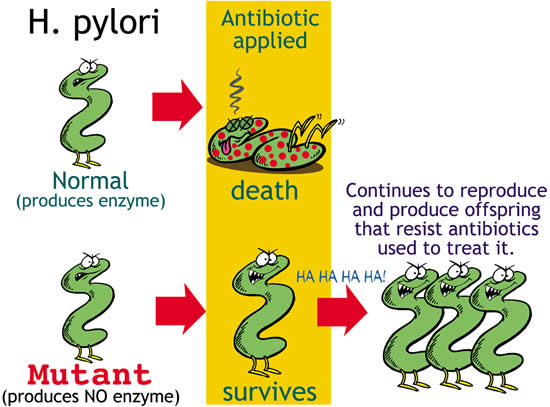 H. pylori
Antibiotic
applied
Normal
(produces enzyme)
death
Continues to reproduce
and produce offspring
that resist antibiotics
used to treat it.
HA HA HA HA!
Mutant
(produces NO enzyme)
survives